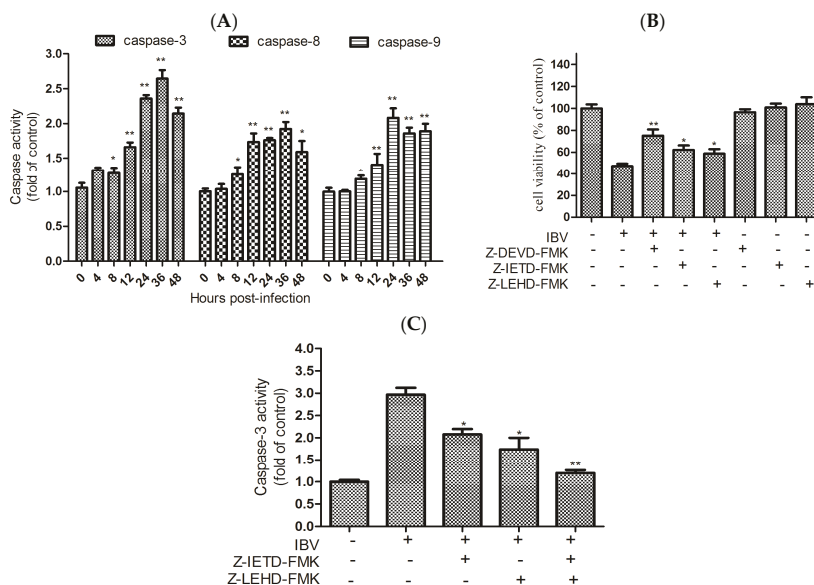 (A)
caspase-3 caspase-8 caspase-9
Caspase activity
(fold of control)
3.0
2.5
2.0
1.5
1.0
0.5
0.0
* ** ** ** **
* ** ** ** *
** ** ** **
0 4 8 12 24 36 48 0 4 8 12 24 36 48 0 4 8 12 24 36 48
Hours post-infection
(B)
cell viability (% of control)
140
120
100
80
60
40
20
0
** * *
IBV - + + + + - - -
Z-DEVD-FMK - - + - - + - -
Z-IETD-FMK - - - + - - + -
Z-LEHD-FMK - - - - + - - +
(C)
Caspase-3 activity
(fold of control)
4.0
3.5
3.0
2.5
2.0
1.5
1.0
0.5
0.0
* * **
IBV - + + + +
Z-IETD-FMK - - + - +
Z-LEHD-FMK - - - + +